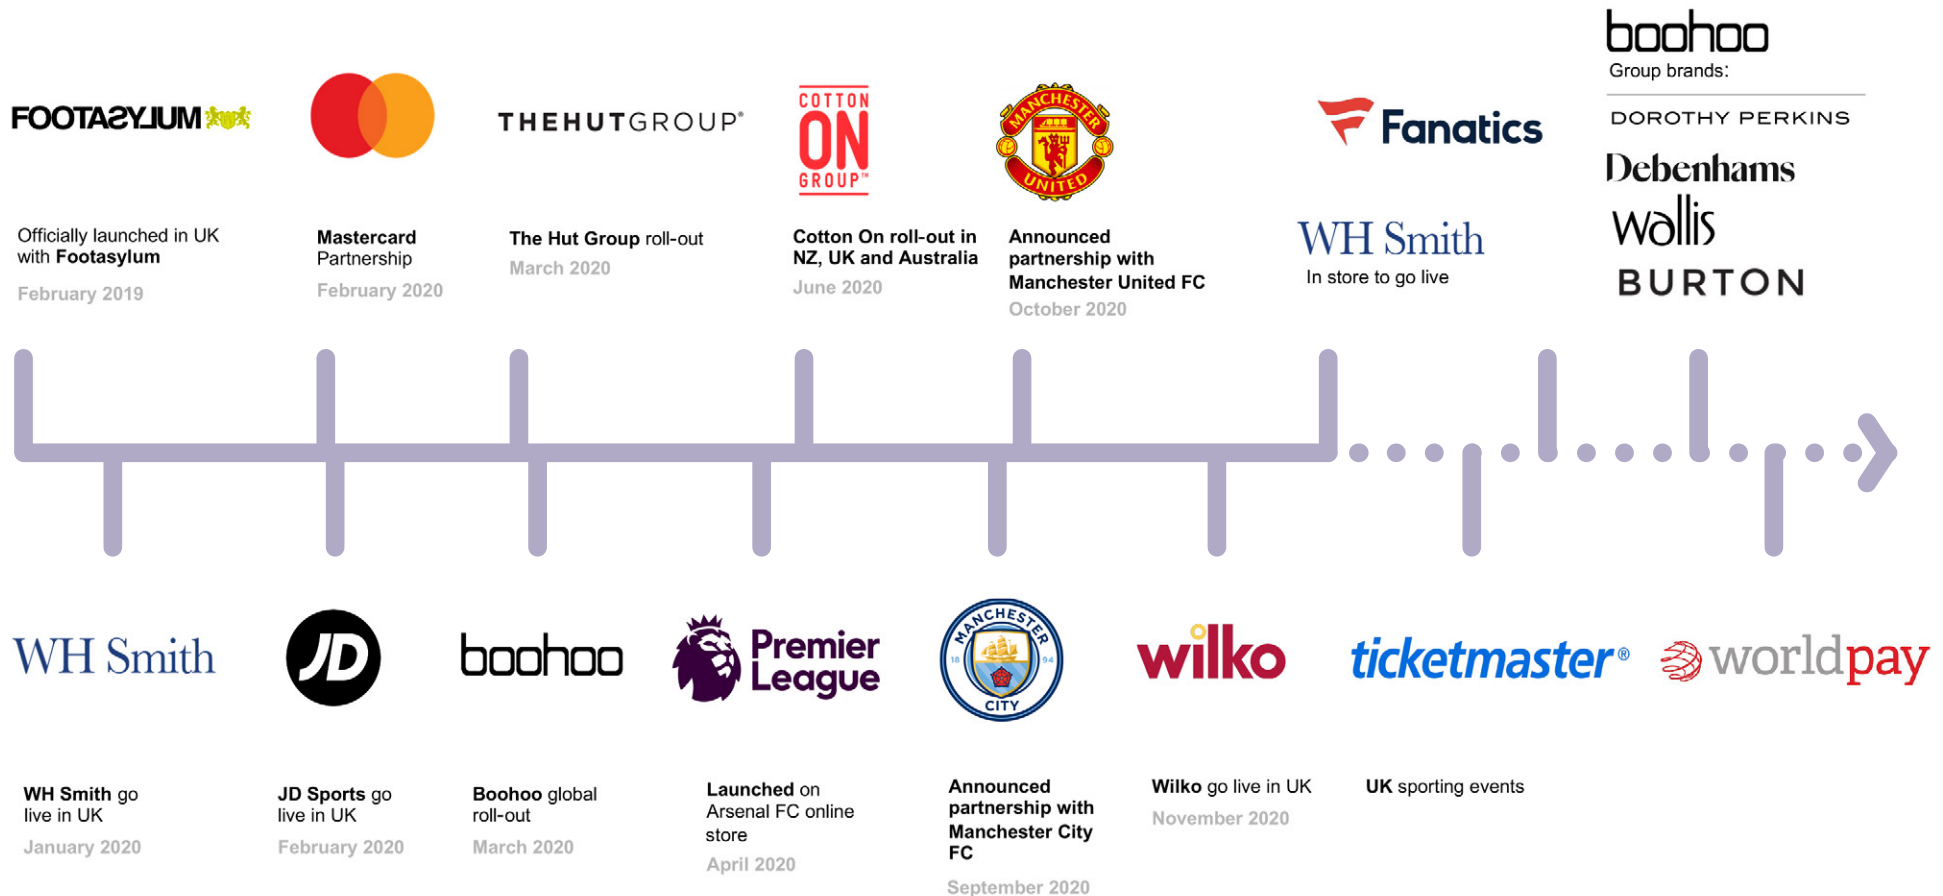 FOOTASYLUM
Officially launched in UK
with Footasylum
February 2019
Mastercard
Partnership
February 2020
THEHUTGROUP®
The Hut Group roll-out
March 2020
COTTON
ON
GROUP™
Cotton On roll-out in
NZ, UK and Australia
June 2020
MANCHESTER
UNITED
Announced
partnership with
Manchester United FC
October 2020
Fanatics
WH Smith
In store to go live
boohoo
Group brands:
DOROTHY PERKINS
Debenhams
wallis
BURTON
WH Smith
WH Smith go
live in UK
January 2020
JD
JD Sports go
live in UK
February 2020
boohoo
Boohoo global
roll-out
March 2020
Premier
League
Launched on
Arsenal FC online
store
April 2020
MANCHESTER
18 94
CITY
Announced
partnership with
Manchester City
FC
September 2020
wilko
Wilko go live in UK
November 2020
ticketmaster®
UK sporting events
worldpay